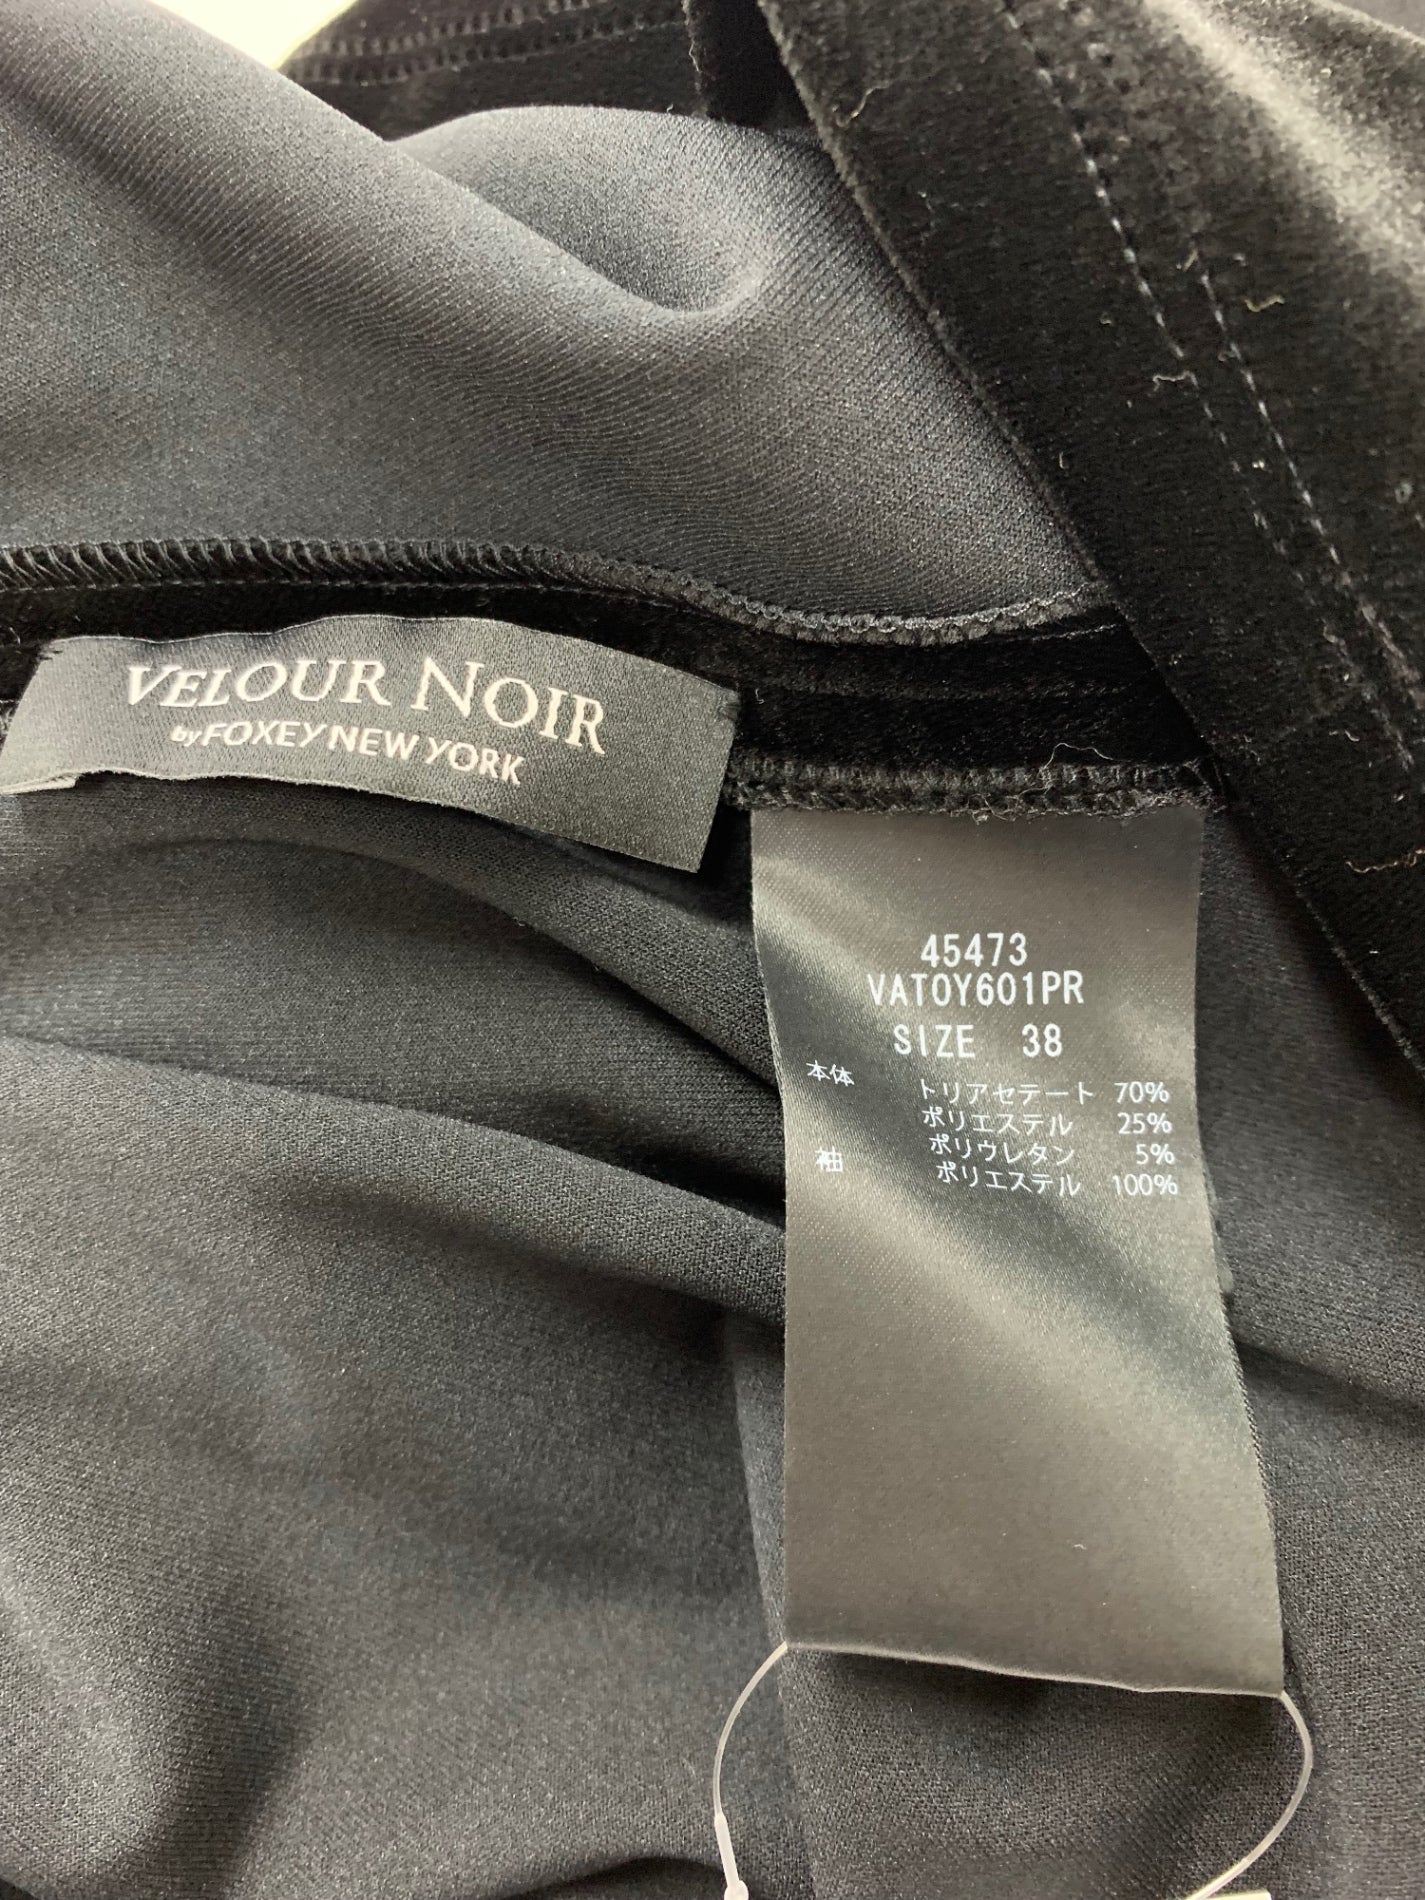 VELOUR NOIR
by FOXEY NEW YORK
45473
VATOY601PR
SIZE 38
本体 トリアセテート 70%
ポリエステル 25%
ポリウレタン 5%
袖 ポリエステル 100%